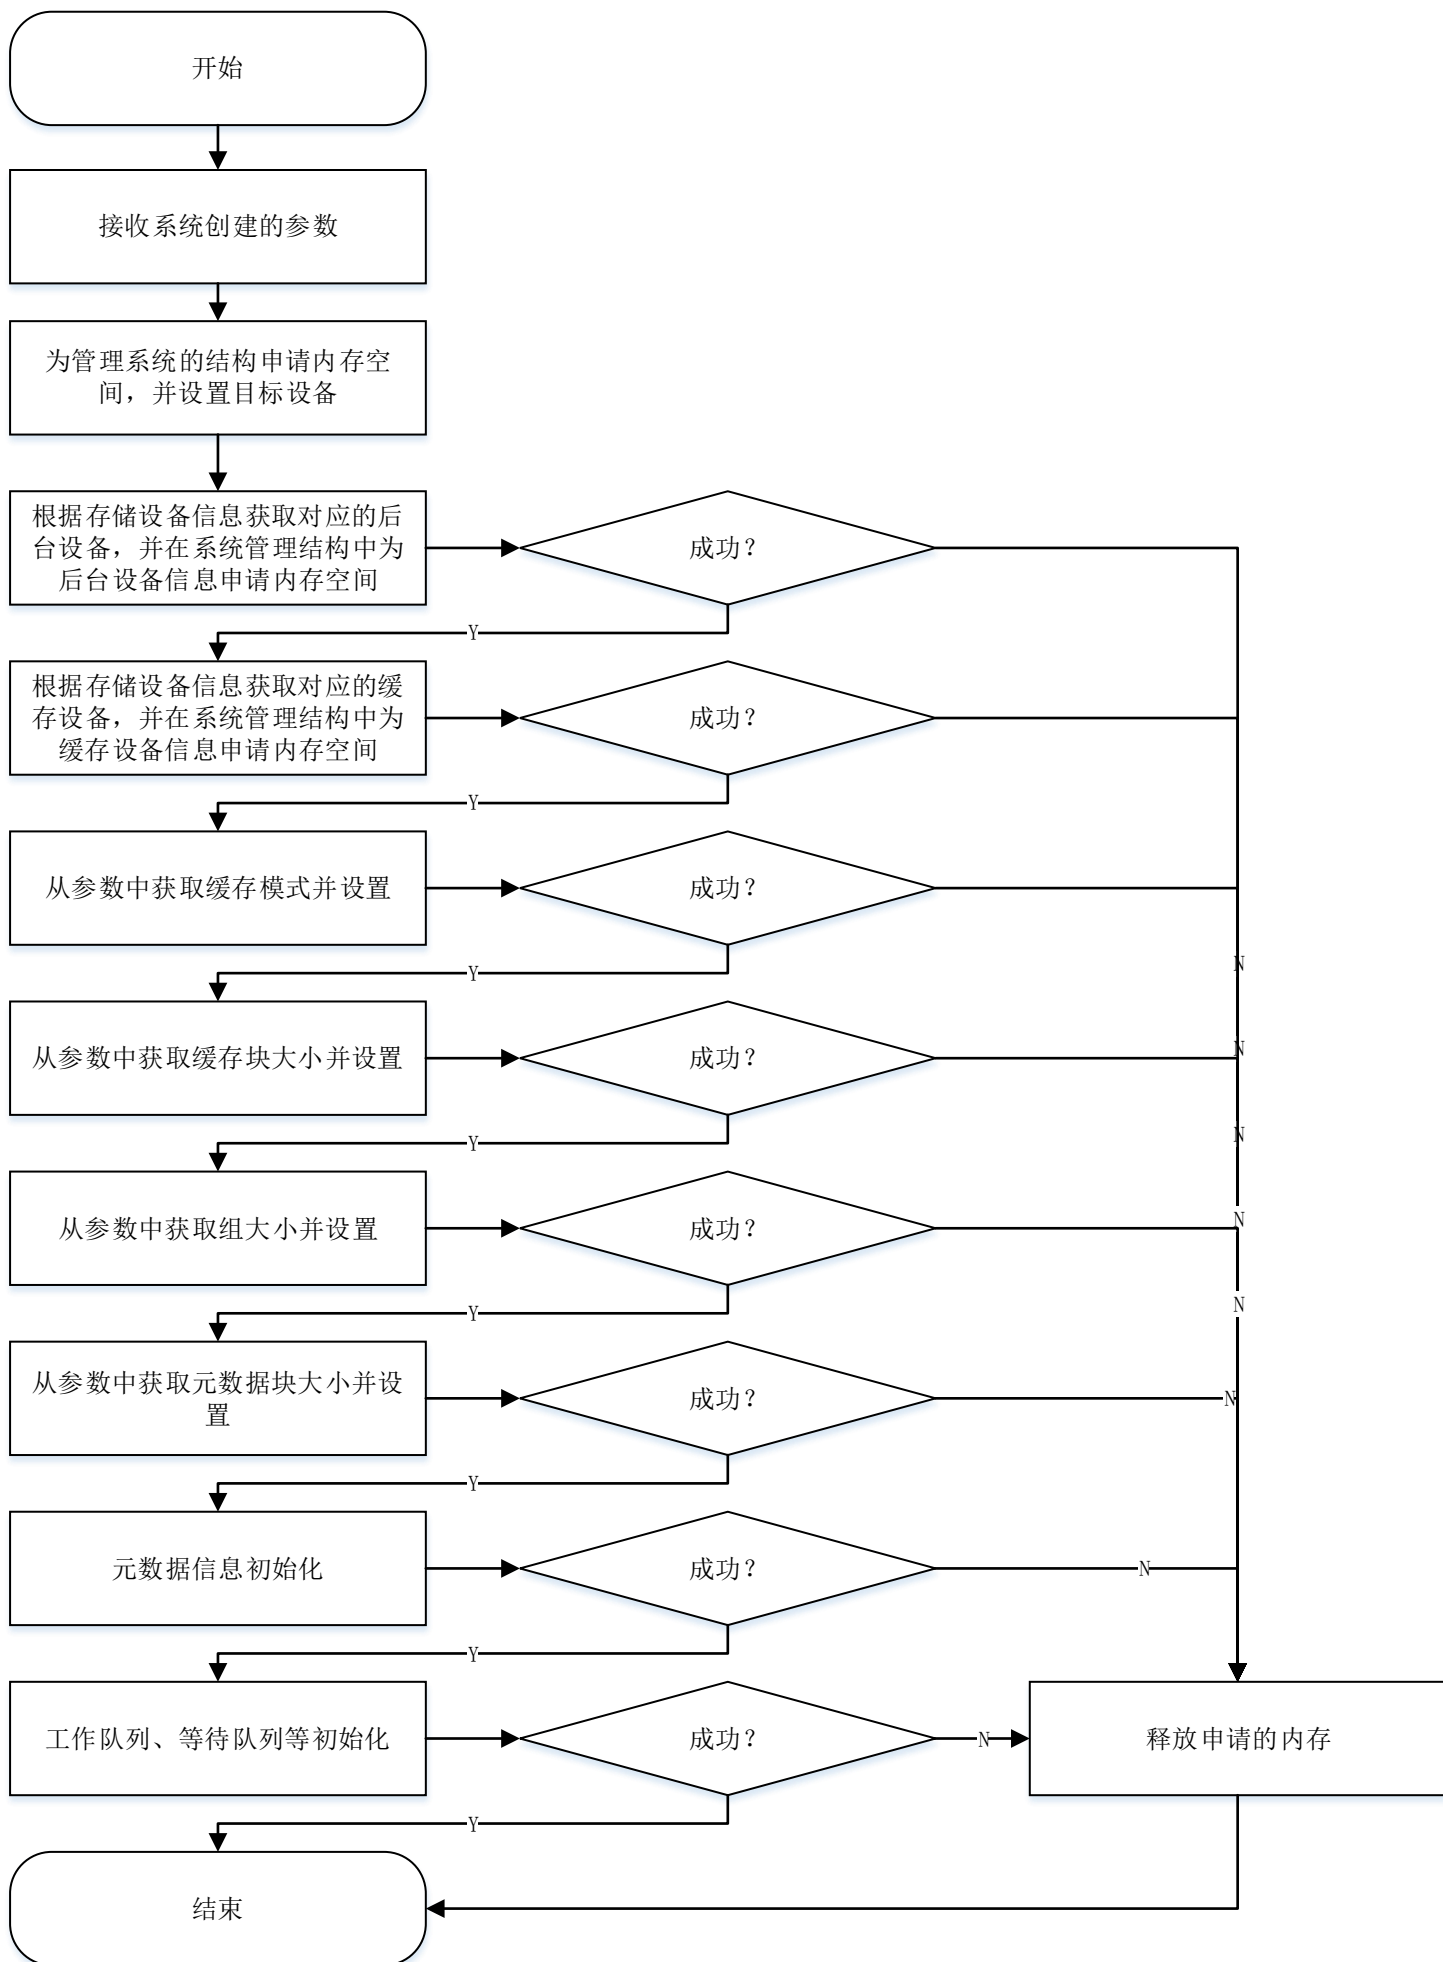 开始
接收系统创建的参数
为管理系统的结构申请内存空
间，并设置目标设备
根据存储设备信息获取对应的后
台设备，并在系统管理结构中为
后台设备信息申请内存空间
成功？
Y
根据存储设备信息获取对应的缓
存设备，并在系统管理结构中为
缓存设备信息申请内存空间
成功？
Y
从参数中获取缓存模式并设置
成功？
N
Y
从参数中获取缓存块大小并设置
成功？
N
N
Y
从参数中获取组大小并设置
成功？
N
N
Y
从参数中获取元数据块大小并设
置
成功？
N
Y
元数据信息初始化
成功？
N
Y
工作队列、等待队列等初始化
成功？
N
释放申请的内存
Y
结束